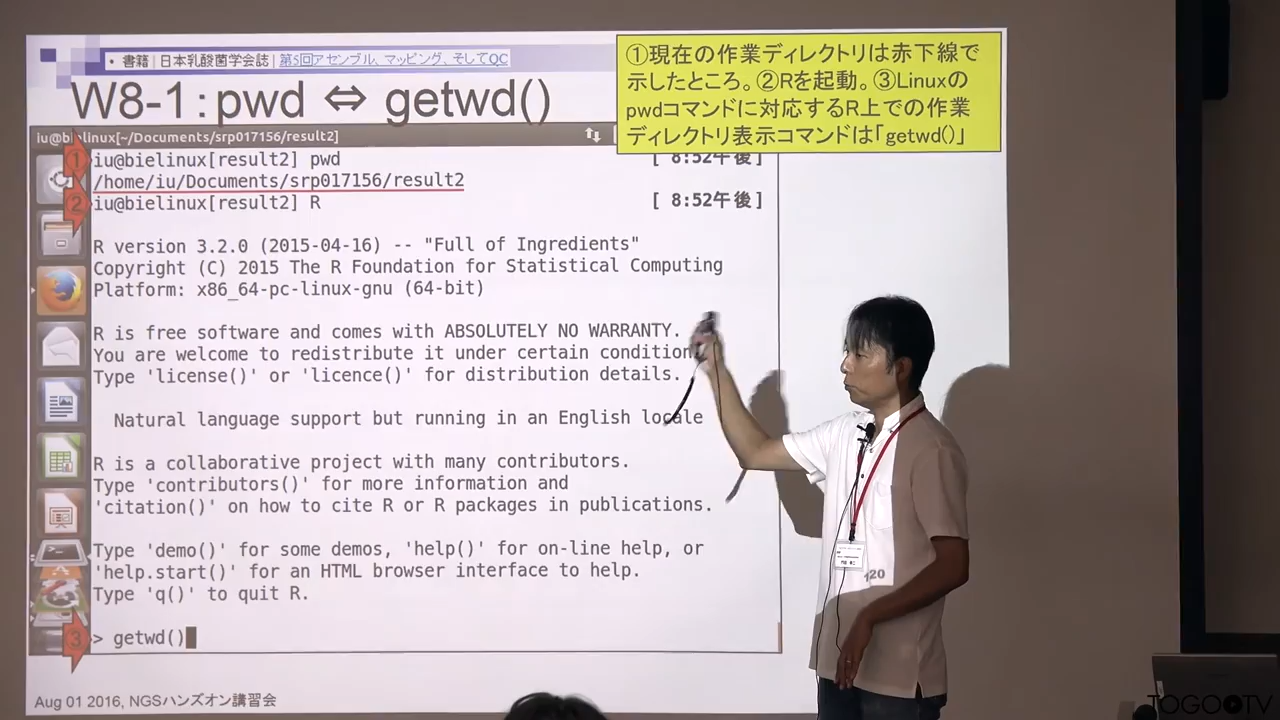 • 書籍 | 日本乳酸菌学会誌 | 第5回アセンブル、マッピング、そしてQC
W8-1：pwd ⇔ getwd()
①現在の作業ディレクトリは赤下線で
示したところ。②Rを起動。③Linuxの
pwdコマンドに対応するR上での作業
ディレクトリ表示コマンドは「getwd()」
iu@bielinux[~/Documents/srp017156/result2]
① iu@bielinux[result2] pwd [ 8:52午後]
/home/iu/Documents/srp017156/result2
② iu@bielinux[result2] R [ 8:52午後]
R version 3.2.0 (2015-04-16) -- "Full of Ingredients"
Copyright (C) 2015 The R Foundation for Statistical Computing
Platform: x86_64-pc-linux-gnu (64-bit)
R is free software and comes with ABSOLUTELY NO WARRANTY.
You are welcome to redistribute it under certain condition
Type 'license()' or 'licence()' for distribution details.
Natural language support but running in an English locale
R is a collaborative project with many contributors.
Type 'contributors()' for more information and
'citation()' on how to cite R or R packages in publications.
Type 'demo()' for some demos, 'help()' for on-line help, or
'help.start()' for an HTML browser interface to help.
Type 'q()' to quit R.
③ > getwd()
Aug 01 2016, NGSハンズオン講習会
120
TOGOTV